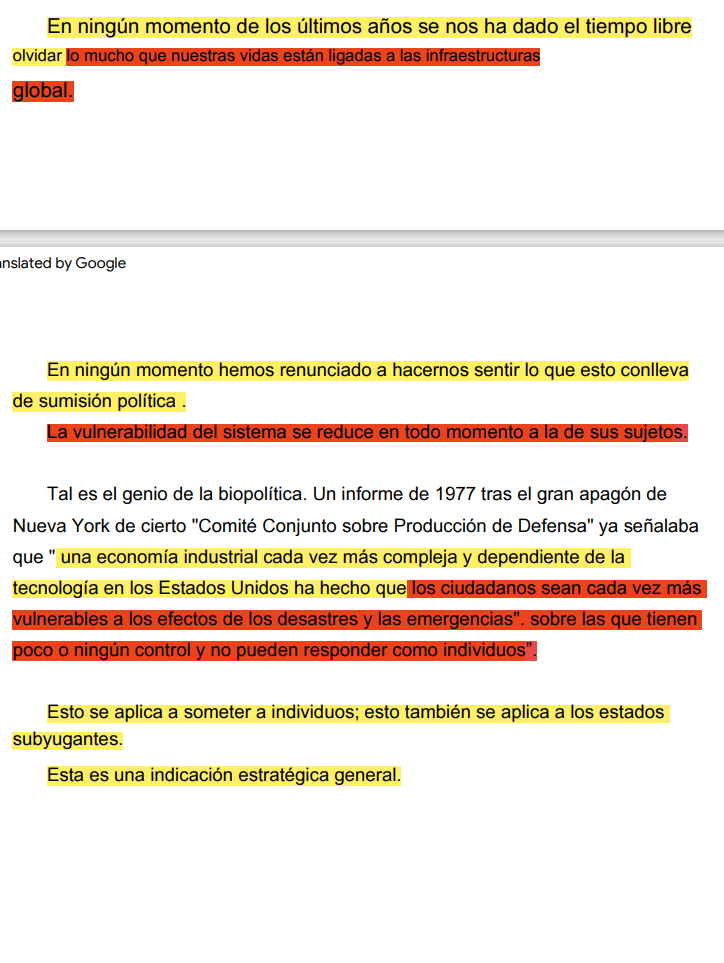 En ningún momento de los últimos años se nos ha dado el tiempo libre
olvidar lo mucho que nuestras vidas están ligadas a las infraestructuras
global.
anslated by Google
En ningún momento hemos renunciado a hacernos sentir lo que esto conlleva
de sumisión política .
La vulnerabilidad del sistema se reduce en todo momento a la de sus sujetos.
Tal es el genio de la biopolítica. Un informe de 1977 tras el gran apagón de
Nueva York de cierto "Comité Conjunto sobre Producción de Defensa" ya señalaba
que " una economía industrial cada vez más compleja y dependiente de la
tecnología en los Estados Unidos ha hecho que los ciudadanos sean cada vez más
vulnerables a los efectos de los desastres y las emergencias". sobre las que tienen
poco o ningún control y no pueden responder como individuos".
Esto se aplica a someter a individuos; esto también se aplica a los estados
subyugantes.
Esta es una indicación estratégica general.